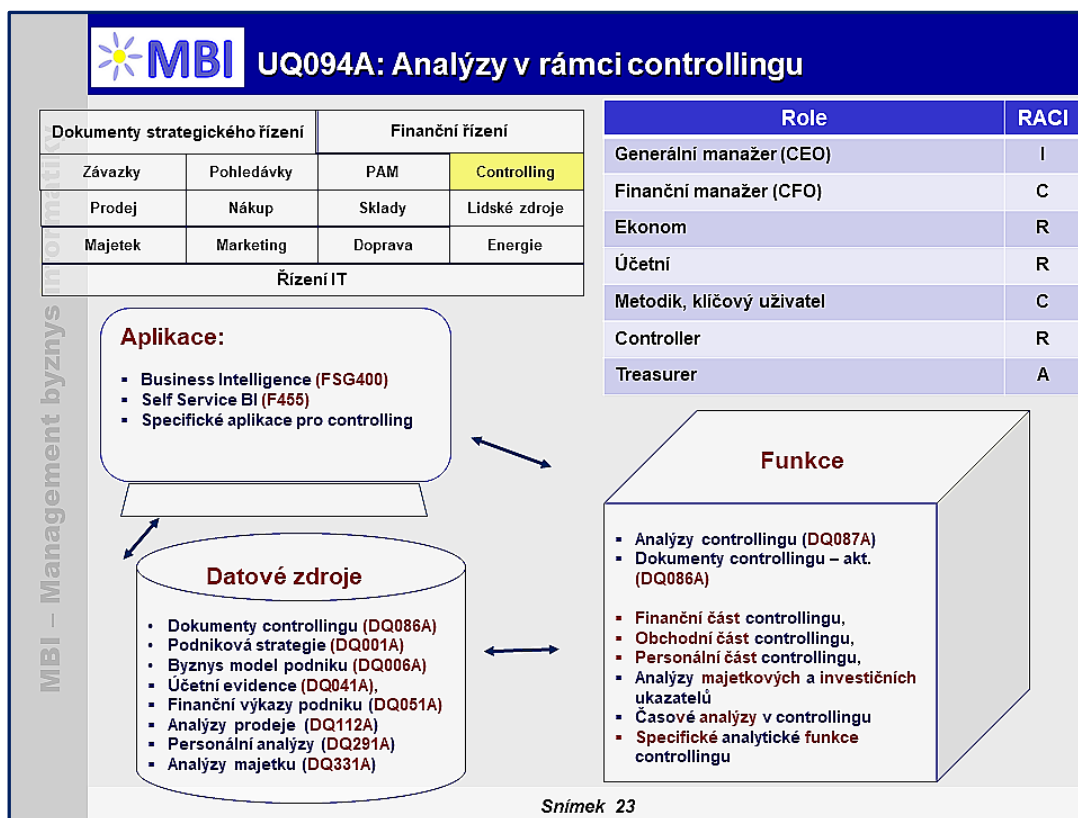 MBI
UQ094A: Analýzy v rámci controllingu
MBI – Management byznys informatiky
Dokumenty strategického řízení
Finanční řízení
Závazky
Pohledávky
PAM
Controlling
Prodej
Nákup
Sklady
Lidské zdroje
Majetek
Marketing
Doprava
Energie
Řízení IT
Role RACI
Generální manažer (CEO) I
Finanční manažer (CFO) C
Ekonom R
Účetní R
Metodik, klíčový uživatel C
Controller R
Treasurer A
Aplikace:
▪ Business Intelligence (FSG400)
▪ Self Service BI (F455)
▪ Specifické aplikace pro controlling
Datové zdroje
• Dokumenty controllingu (DQ086A)
• Podniková strategie (DQ001A)
• Byznys model podniku (DQ006A)
• Účetní evidence (DQ041A),
• Finanční výkazy podniku (DQ051A)
• Analýzy prodeje (DQ112A)
• Personální analýzy (DQ291A)
• Analýzy majetku (DQ331A)
Funkce
▪ Analýzy controllingu (DQ087A)
▪ Dokumenty controllingu – akt.
(DQ086A)
▪ Finanční část controllingu,
▪ Obchodní část controllingu,
▪ Personální část controllingu,
▪ Analýzy majetkových a investičních
ukazatelů
▪ Časové analýzy v controllingu
▪ Specifické analytické funkce
controllingu
Snímek 23